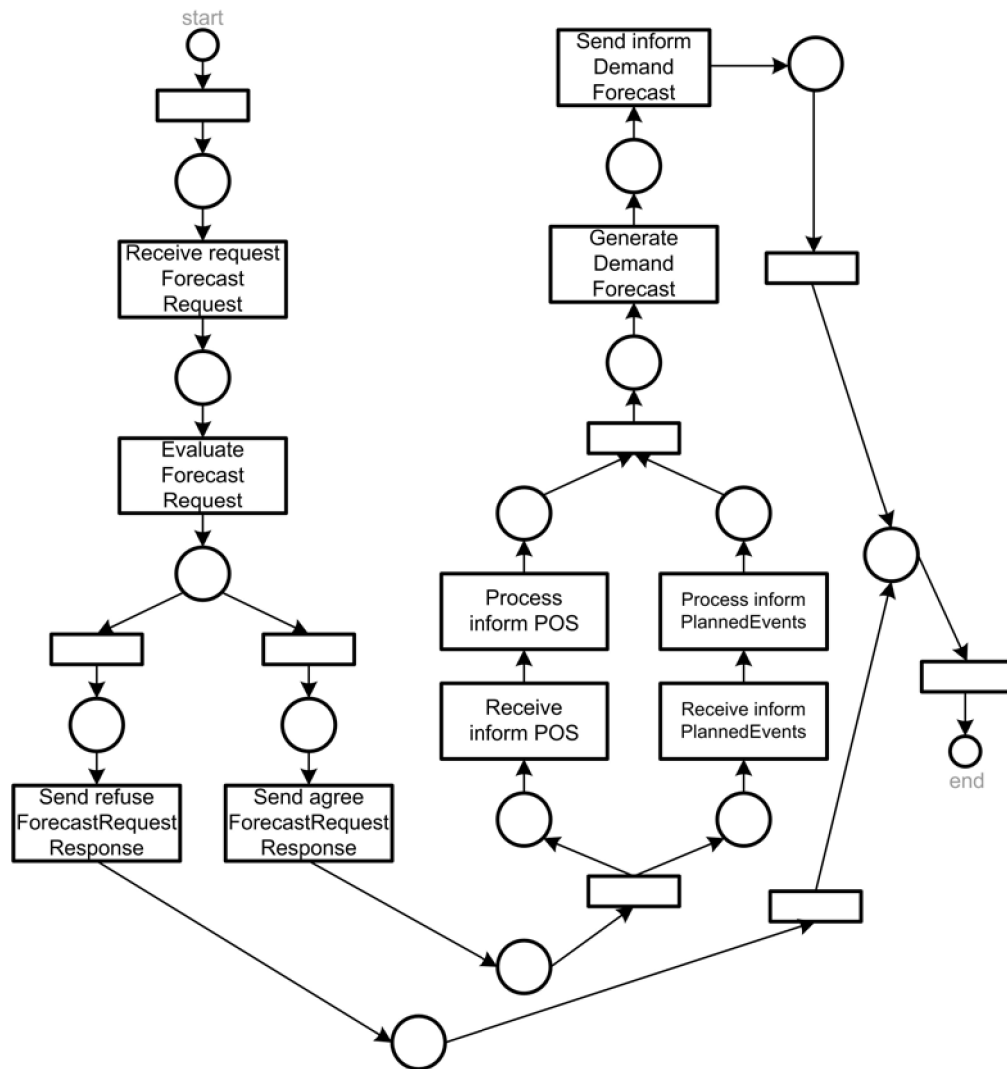 start
Receive request
Forecast
Request
Evaluate
Forecast
Request
Send refuse
ForecastRequest
Response
Send agree
ForecastRequest
Response
Send inform
Demand
Forecast
Generate
Demand
Forecast
Process
inform POS
Process inform
PlannedEvents
Receive
inform POS
Receive inform
PlannedEvents
end